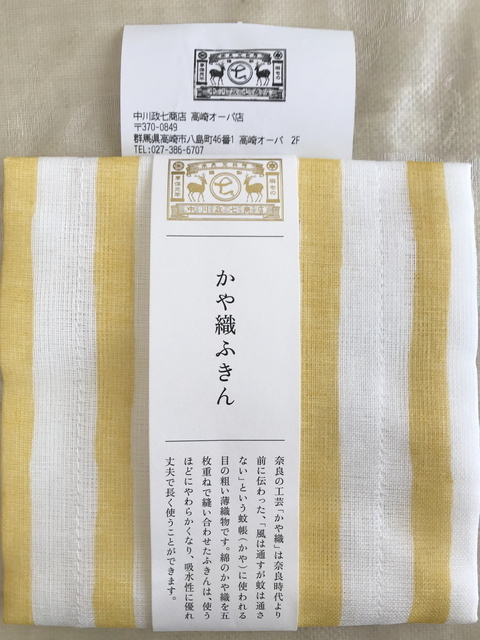 中川政七商店 高崎オーパ店
〒370-0849
群馬県高崎市八島町46番1 高崎オーパ 2F
TEL:027-386-6707
中川政七商店
かや織ふきん
奈良の工芸「かや織」は奈良時代より
前に伝わった、「風は通すが蚊は通さ
ない」という蚊帳(かや)に使われる
目の粗い薄織物です。綿のかや織を五
枚重ねで縫い合わせたふきんは、使う
ほどにやわらかくなり、吸水性に優れ
丈夫で長く使うことができます。